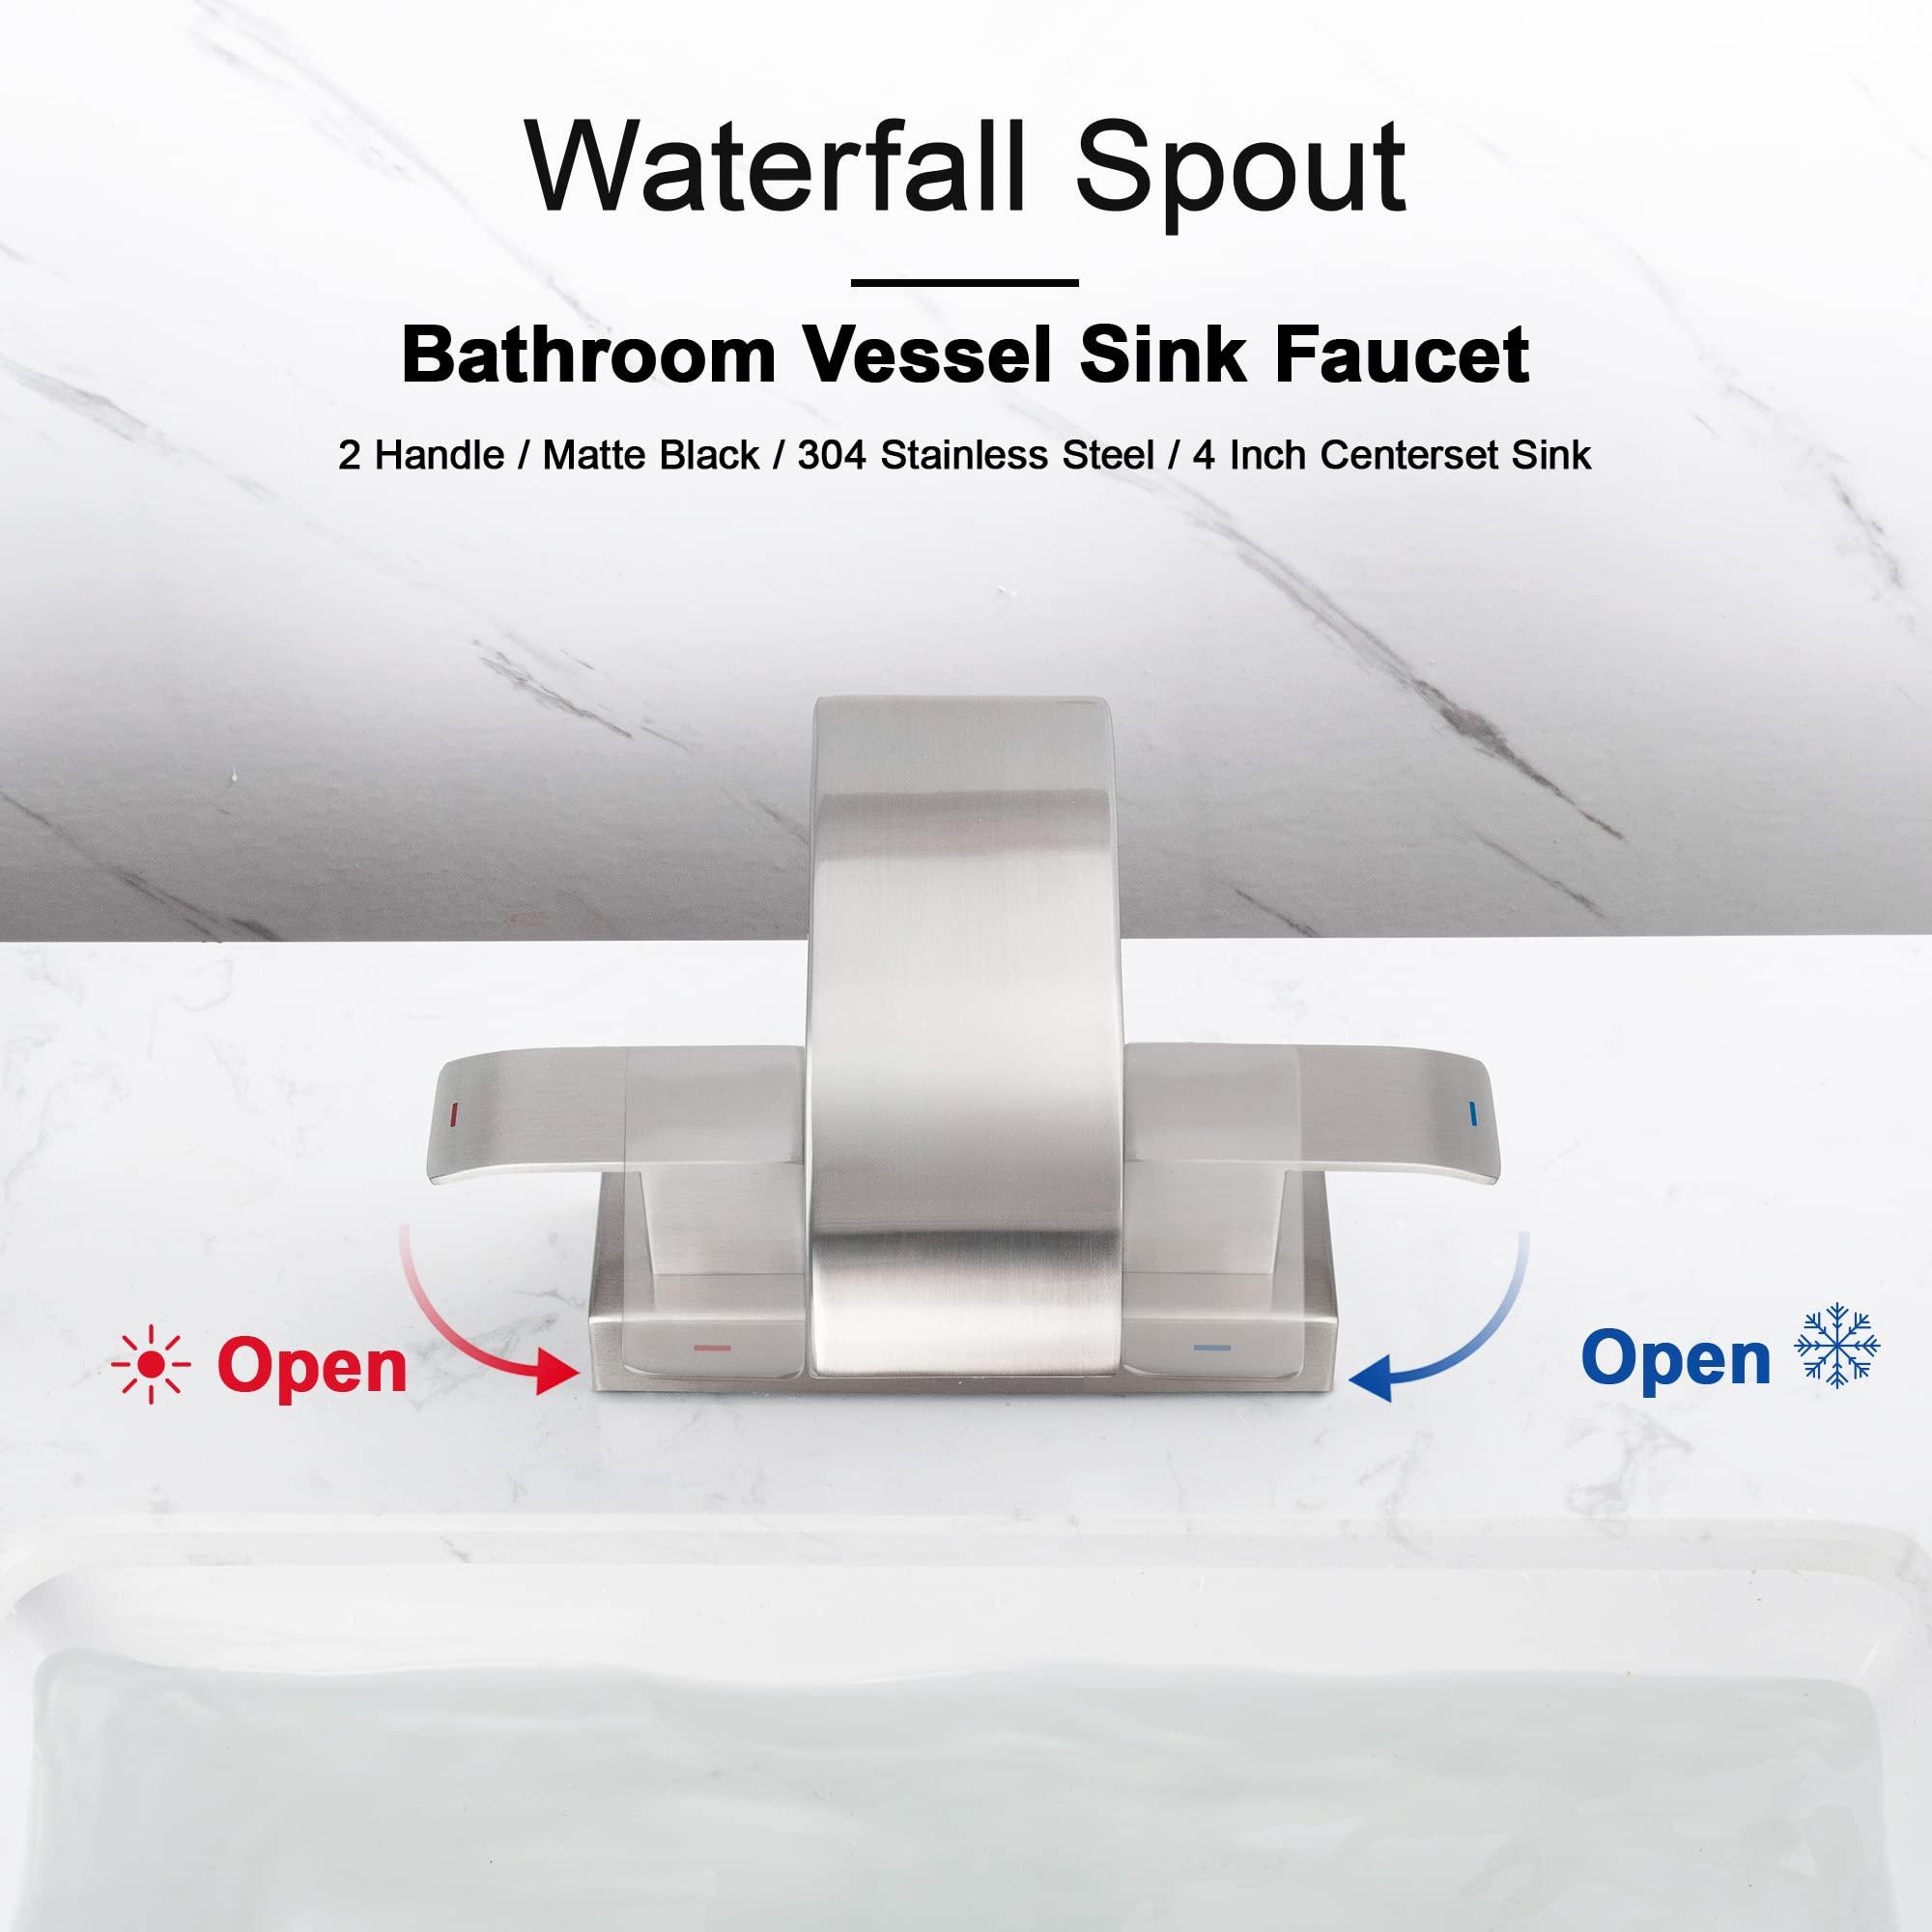 Waterfall Spout
Bathroom Vessel Sink Faucet
2 Handle / Matte Black / 304 Stainless Steel / 4 Inch Centerset Sink
Open
Open